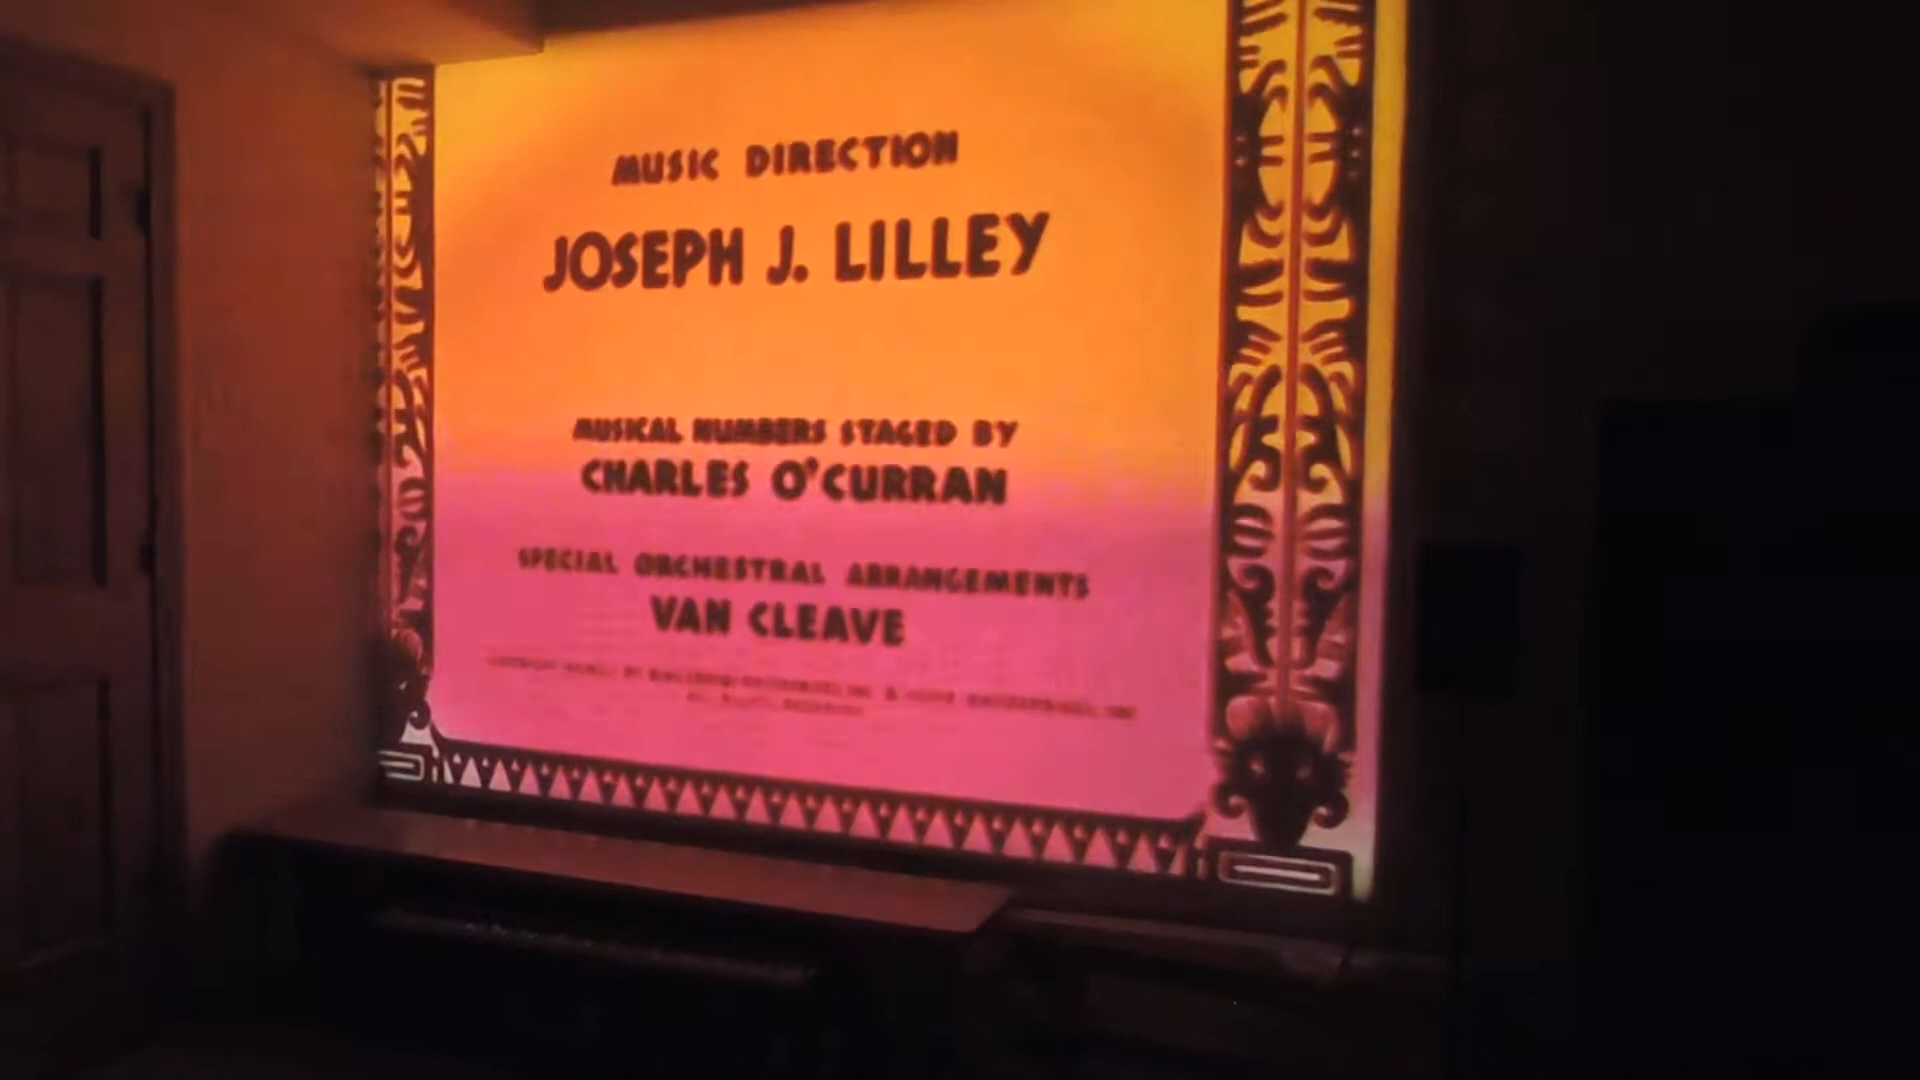 MUSIC DIRECTION
JOSEPH J. LILLEY
MUSICAL NUMBERS STAGED BY
CHARLES O'CURRAN
SPECIAL ORCHESTRAL ARRANGEMENTS
VAN CLEAVE